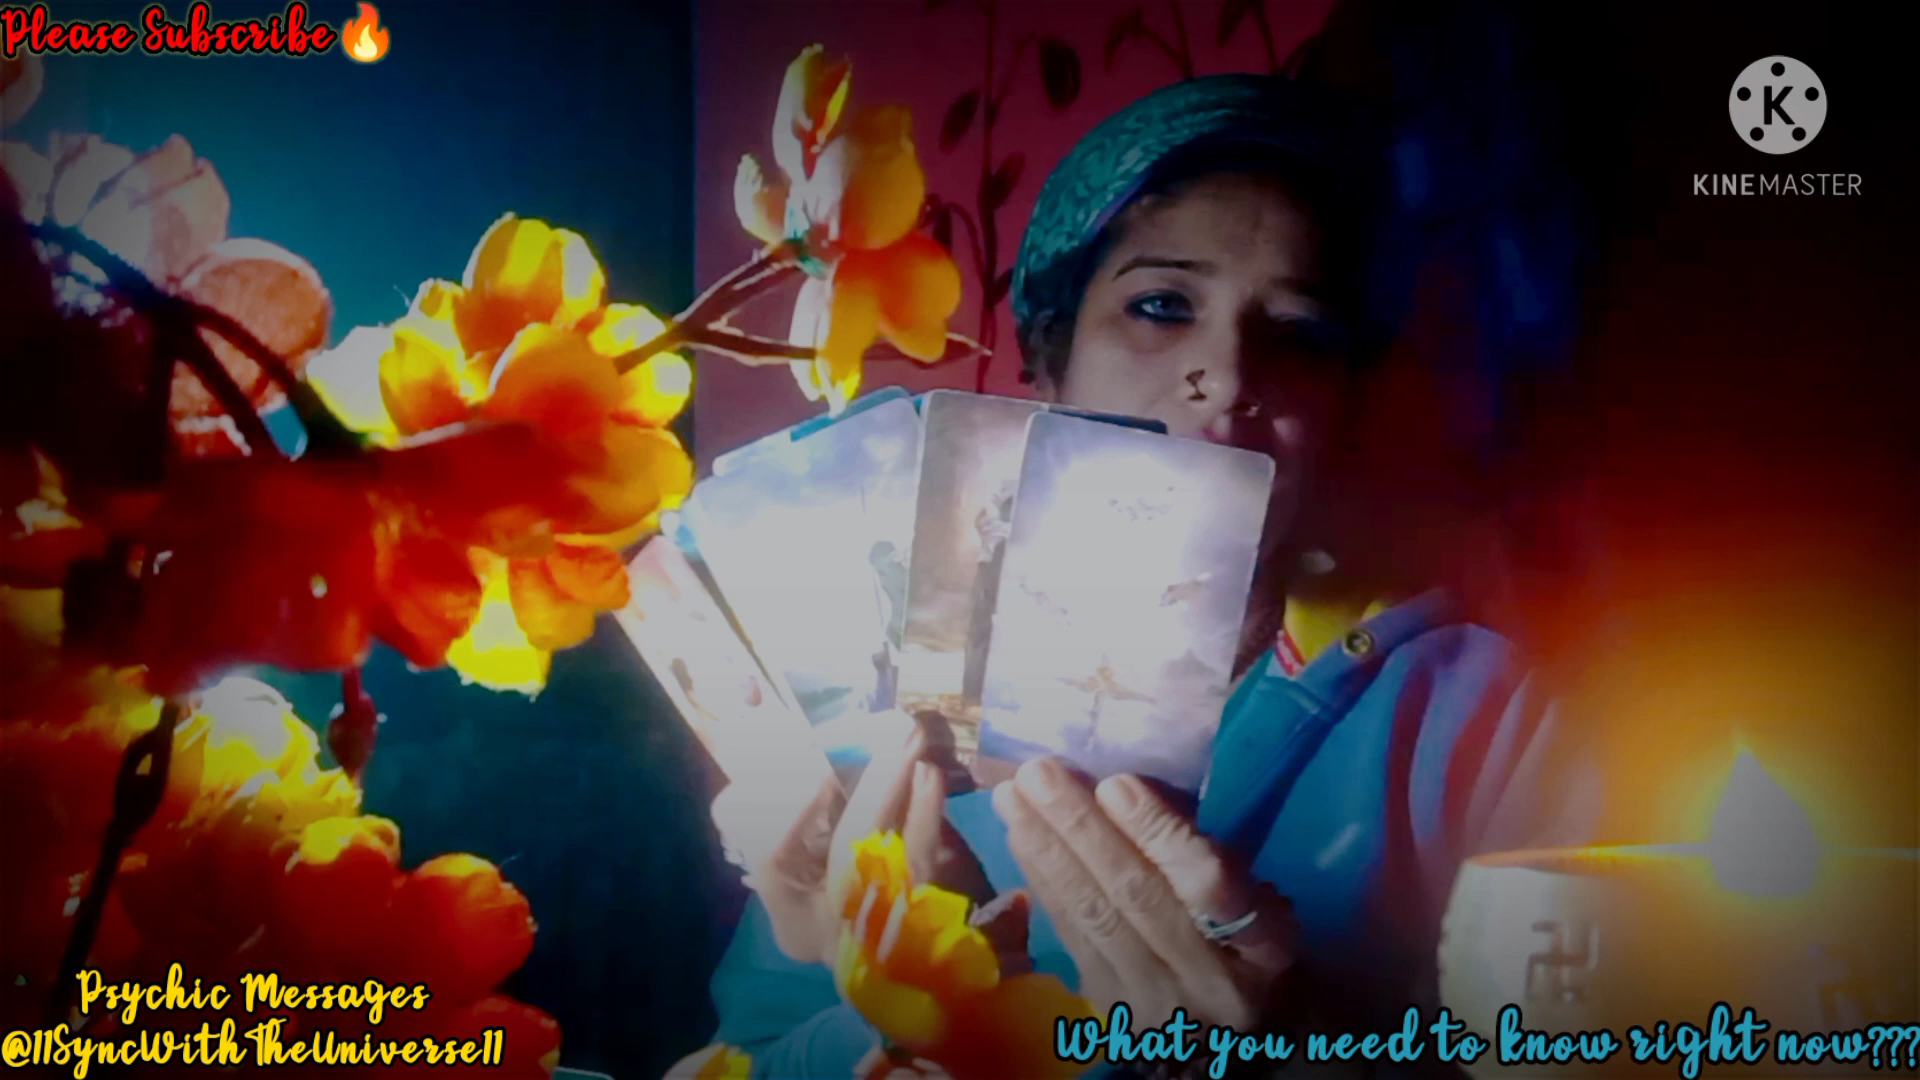 Please Subscribe
K
KINEMASTER
Psychic Messages
@11SyncWithTheUniverse11
What you need to know right now???